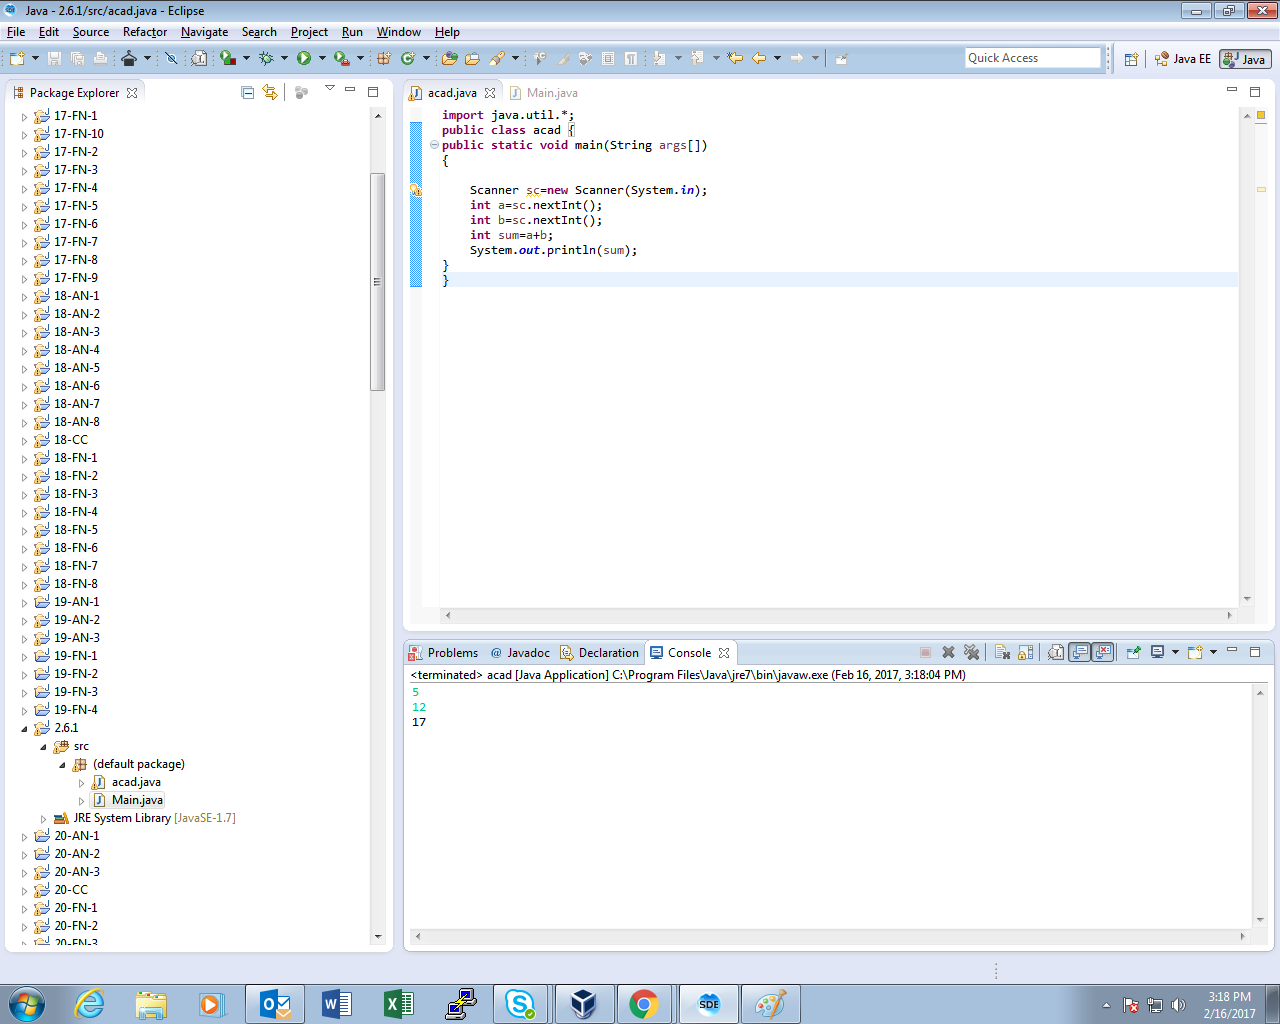 Java - 2.6.1/src/acad.java - Eclipse
File Edit Source Refactor Navigate Search Project Run Window Help
Quick Access
Java EE
Java
Package Explorer
17-FN-1
17-FN-10
17-FN-2
17-FN-3
17-FN-4
17-FN-5
17-FN-6
17-FN-7
17-FN-8
17-FN-9
18-AN-1
18-AN-2
18-AN-3
18-AN-4
18-AN-5
18-AN-6
18-AN-7
18-AN-8
18-CC
18-FN-1
18-FN-2
18-FN-3
18-FN-4
18-FN-5
18-FN-6
18-FN-7
18-FN-8
19-AN-1
19-AN-2
19-AN-3
19-FN-1
19-FN-2
19-FN-3
19-FN-4
2.6.1
src
(default package)
acad.java
Main.java
JRE System Library [JavaSE-1.7]
20-AN-1
20-AN-2
20-AN-3
20-CC
20-FN-1
20-FN-2
20-FN-3
acad.java
Main.java
import java.util.*;
public class acad {
public static void main(String args[])
{
Scanner sc=new Scanner(System.in);
int a=sc.nextInt();
int b=sc.nextInt();
int sum=a+b;
System.out.println(sum);
}
}
Problems @ Javadoc Declaration Console
<terminated> acad [Java Application] C:\Program Files\Java\jre7\bin\javaw.exe (Feb 16, 2017, 3:18:04 PM)
5
12
17
SDE
3:18 PM
2/16/2017